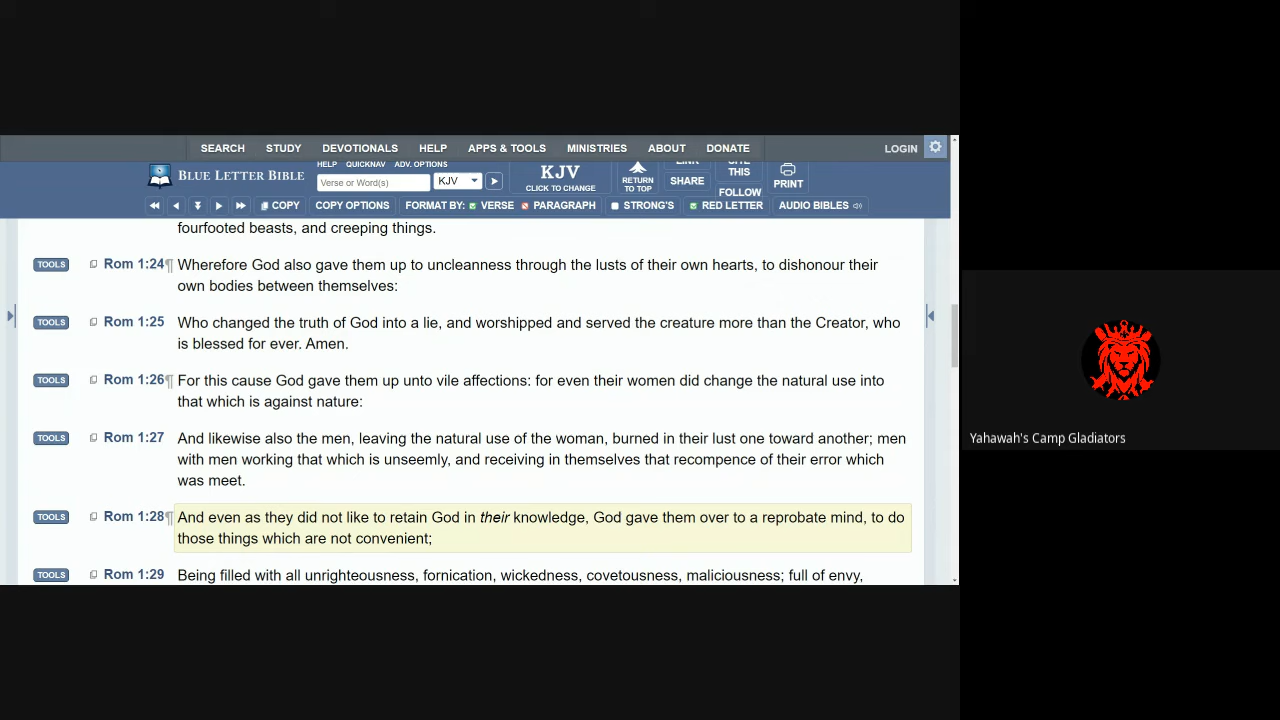 SEARCH STUDY DEVOTIONALS HELP APPS & TOOLS MINISTRIES ABOUT DONATE LOGIN
HELP QUICKNAV ADV. OPTIONS
BLUE LETTER BIBLE
Verse or Word(s)
KJV
KJV
CLICK TO CHANGE
RETURN
TO TOP
LINK
SHARE
CITE
THIS
FOLLOW
PRINT
COPY COPY OPTIONS FORMAT BY: VERSE PARAGRAPH STRONG'S RED LETTER AUDIO BIBLES
fourfooted beasts, and creeping things.
TOOLS Rom 1:24 ¶ Wherefore God also gave them up to uncleanness through the lusts of their own hearts, to dishonour their
own bodies between themselves:
TOOLS Rom 1:25 Who changed the truth of God into a lie, and worshipped and served the creature more than the Creator, who
is blessed for ever. Amen.
TOOLS Rom 1:26 ¶ For this cause God gave them up unto vile affections: for even their women did change the natural use into
that which is against nature:
TOOLS Rom 1:27 And likewise also the men, leaving the natural use of the woman, burned in their lust one toward another; men
with men working that which is unseemly, and receiving in themselves that recompence of their error which
was meet.
TOOLS Rom 1:28 ¶ And even as they did not like to retain God in their knowledge, God gave them over to a reprobate mind, to do
those things which are not convenient;
TOOLS Rom 1:29 Being filled with all unrighteousness, fornication, wickedness, covetousness, maliciousness; full of envy,
Yahawah's Camp Gladiators